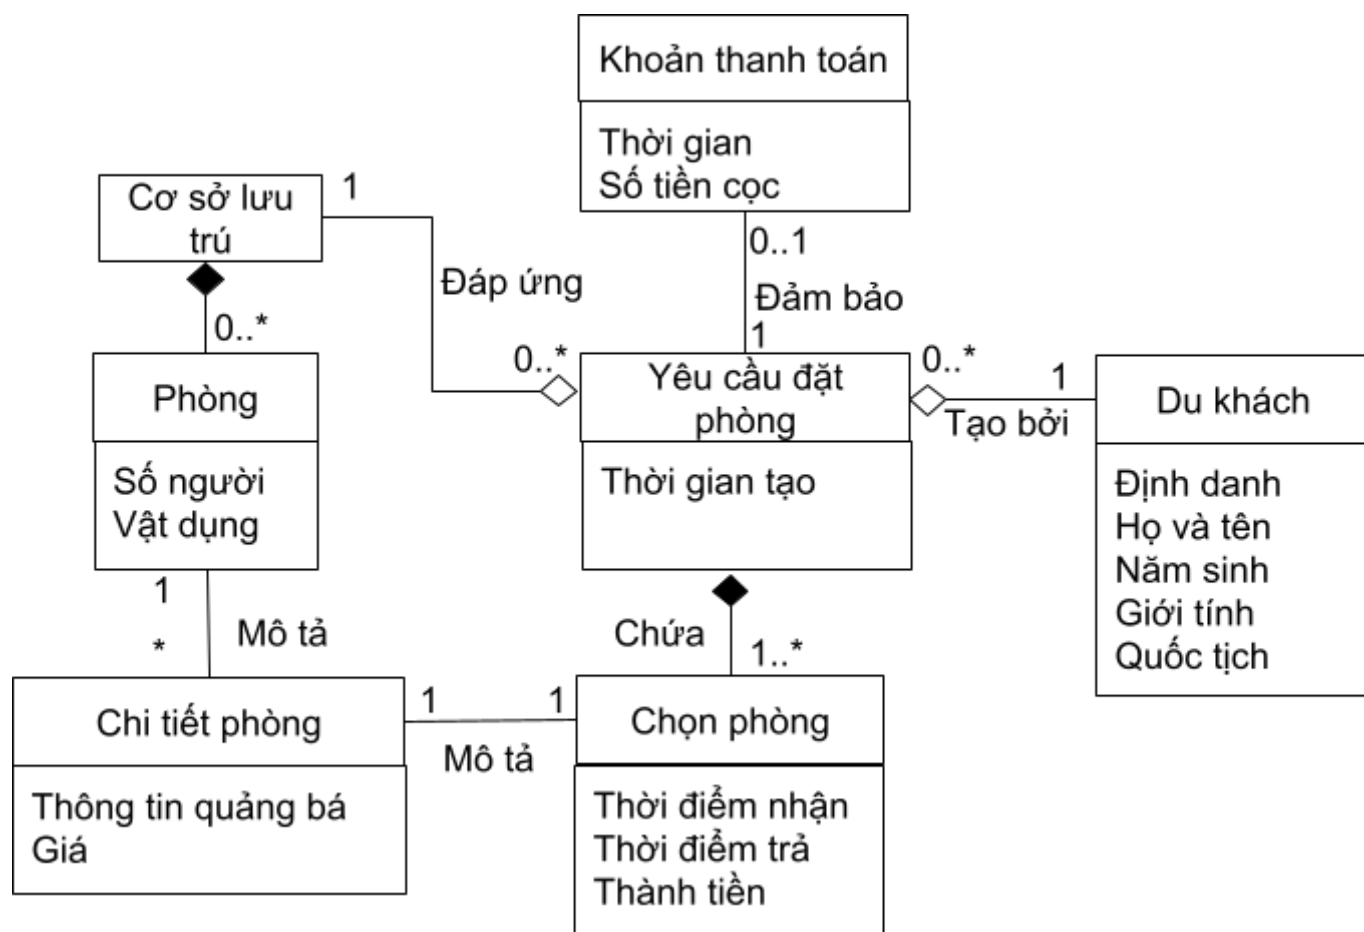 Khoản thanh toán
Thời gian
Số tiền cọc
Cơ sở lưu
trú
1
0..1
Đáp ứng
Đảm bảo
1
0..*
0..*
Yêu cầu đặt
phòng
0..*
1
Tạo bởi
Du khách
Phòng
Số người
Vật dụng
Thời gian tạo
Định danh
Họ và tên
Năm sinh
Giới tính
Quốc tịch
1
*
Mô tả
Chứa
1..*
Chi tiết phòng
1
1
Mô tả
Chọn phòng
Thông tin quảng bá
Giá
Thời điểm nhận
Thời điểm trả
Thành tiền